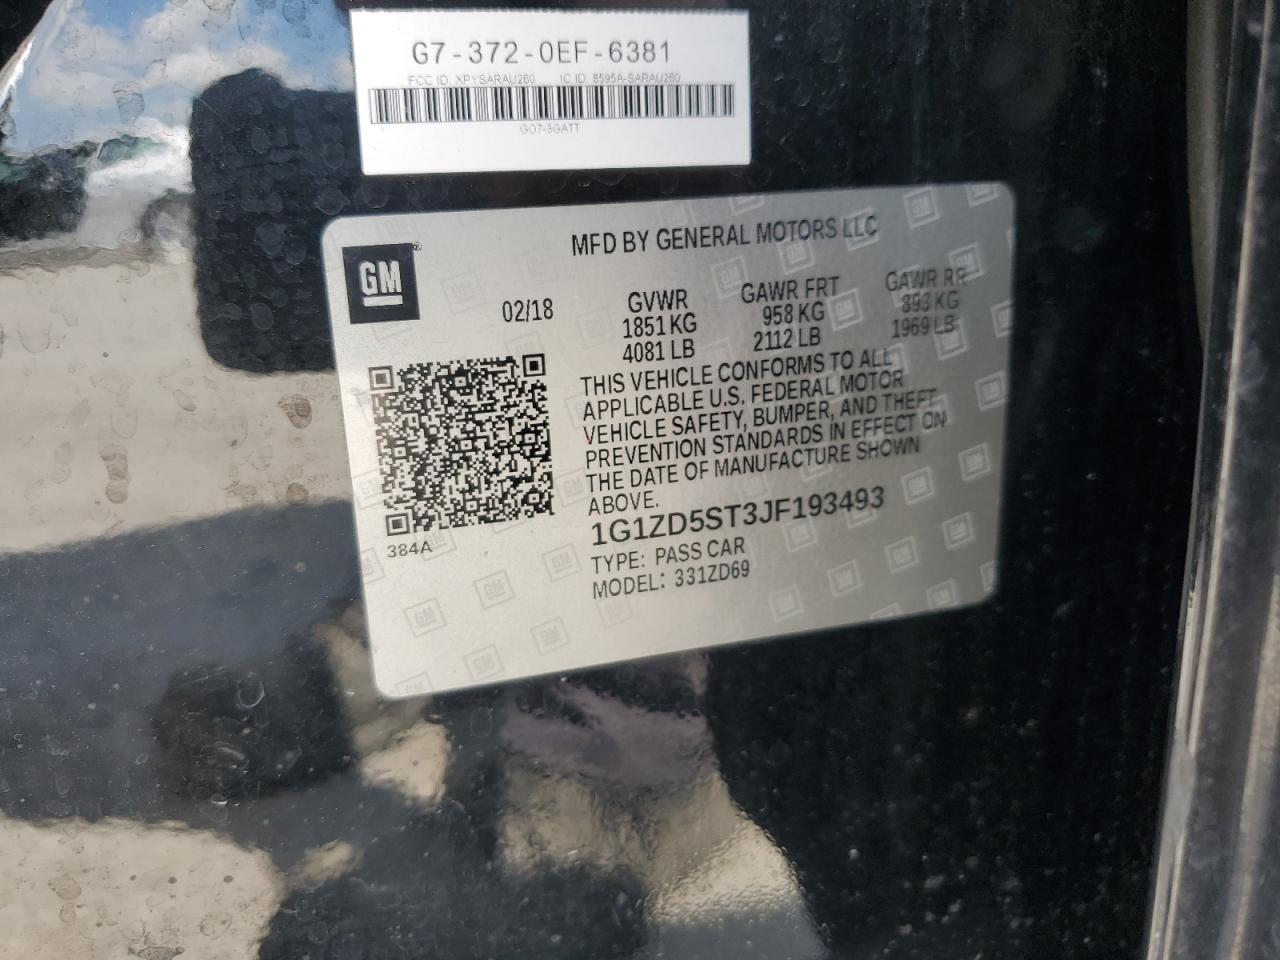 G7-372-0EF-6381
FCC ID XPYSARAU260 IC ID 8595A-SARAU260
GO7-3GATT
MFD BY GENERAL MOTORS LLC
GM
02/18
GVWR GAWR FRT GAWR RR
1851 KG 958 KG 893 KG
4081 LB 2112 LB 1969 LB
THIS VEHICLE CONFORMS TO ALL
APPLICABLE U.S. FEDERAL MOTOR
VEHICLE SAFETY, BUMPER, AND THEFT
PREVENTION STANDARDS IN EFFECT ON
THE DATE OF MANUFACTURE SHOWN
ABOVE.
1G1ZD5ST3JF193493
TYPE: PASS CAR
MODEL: 331ZD69
384A